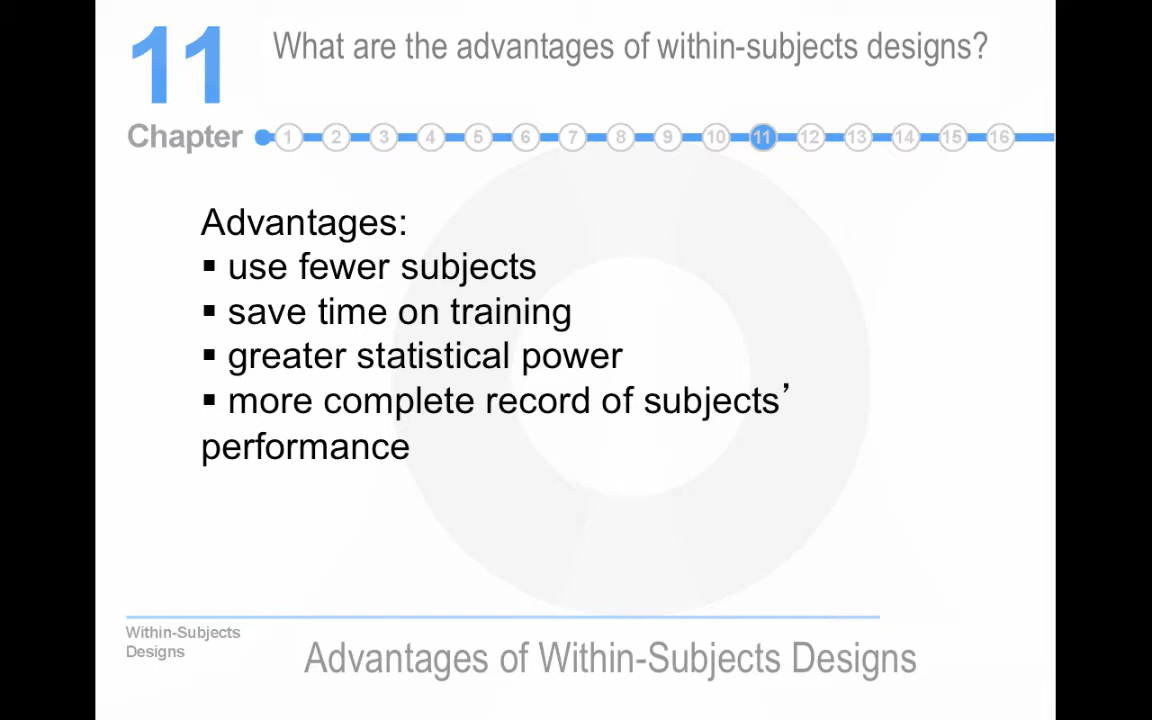 11
What are the advantages of within-subjects designs?
Chapter 1 2 3 4 5 6 7 8 9 10 11 12 13 14 15 16
Advantages:
▪ use fewer subjects
▪ save time on training
▪ greater statistical power
▪ more complete record of subjects’
performance
Within-Subjects
Designs
Advantages of Within-Subjects Designs